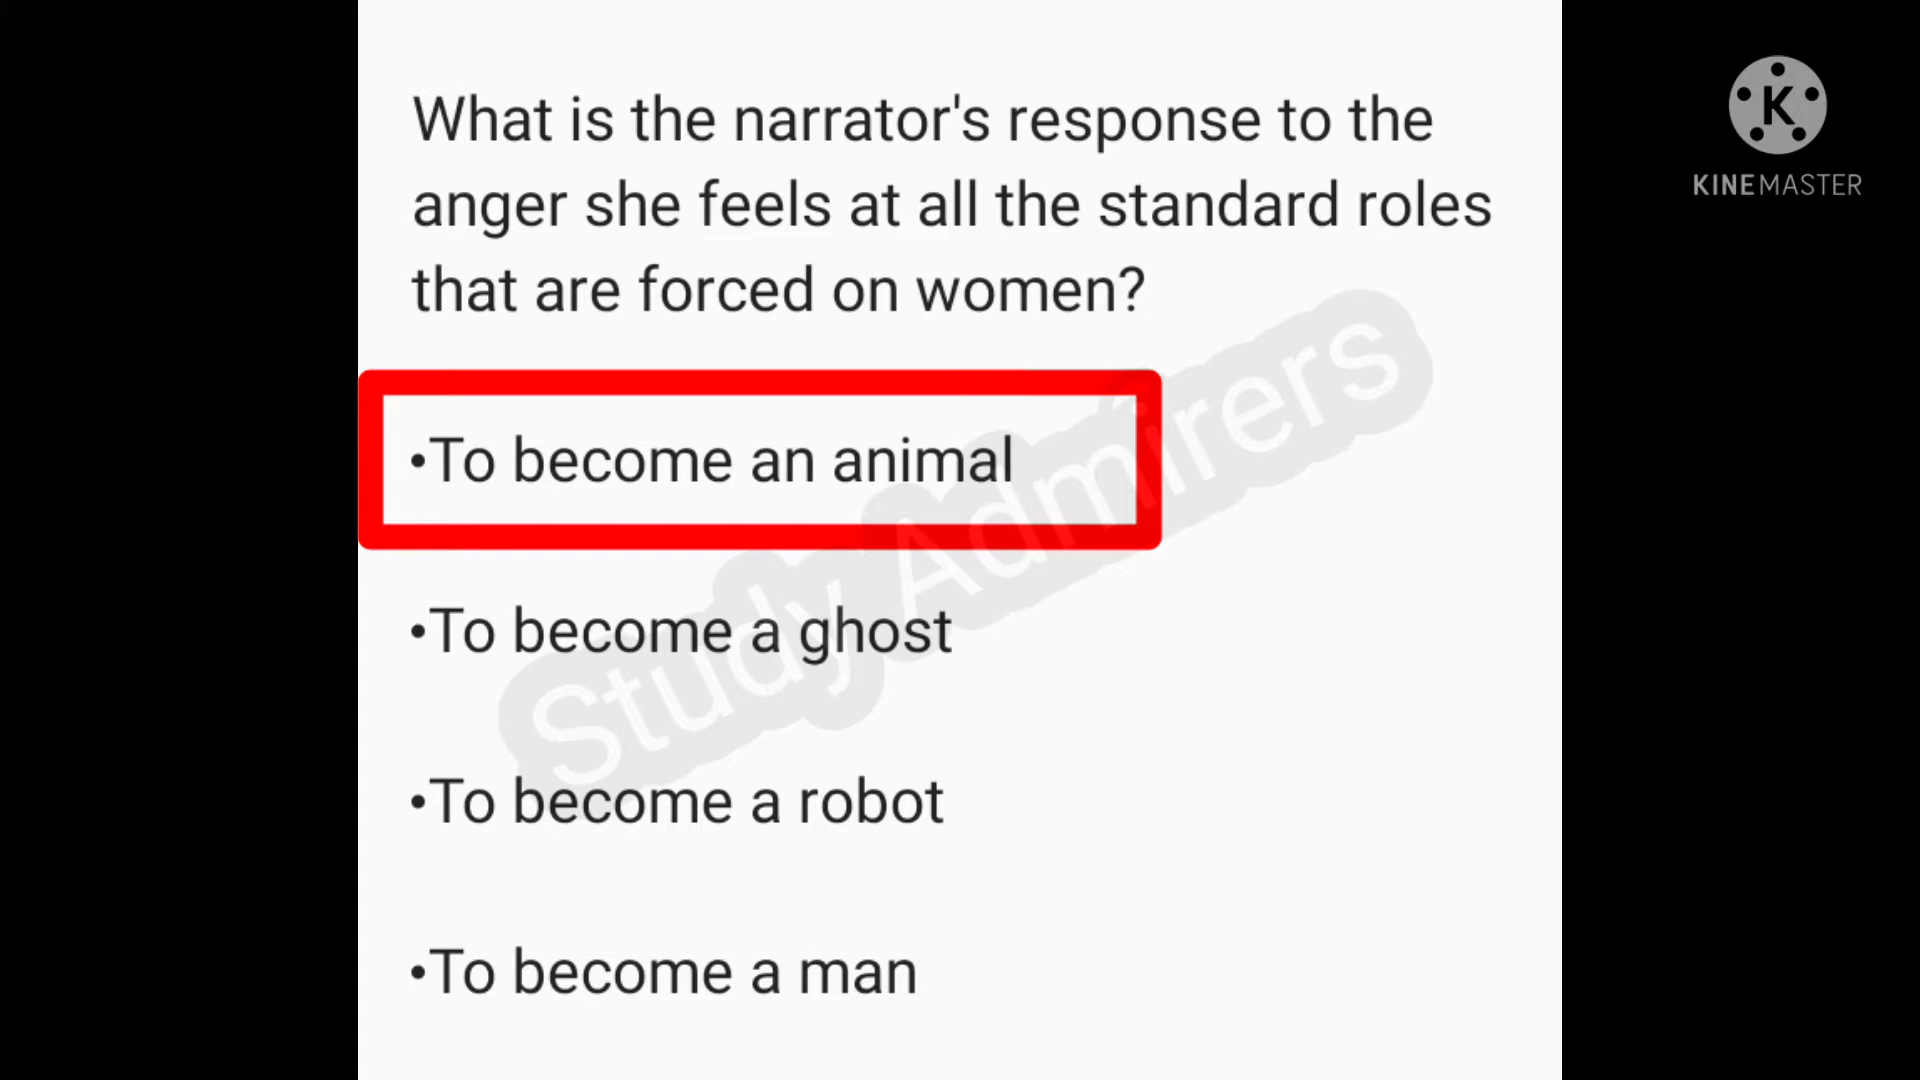 What is the narrator's response to the
anger she feels at all the standard roles
that are forced on women?
•To become an animal
•To become a ghost
•To become a robot
•To become a man
Study Admirers
K
KINEMASTER